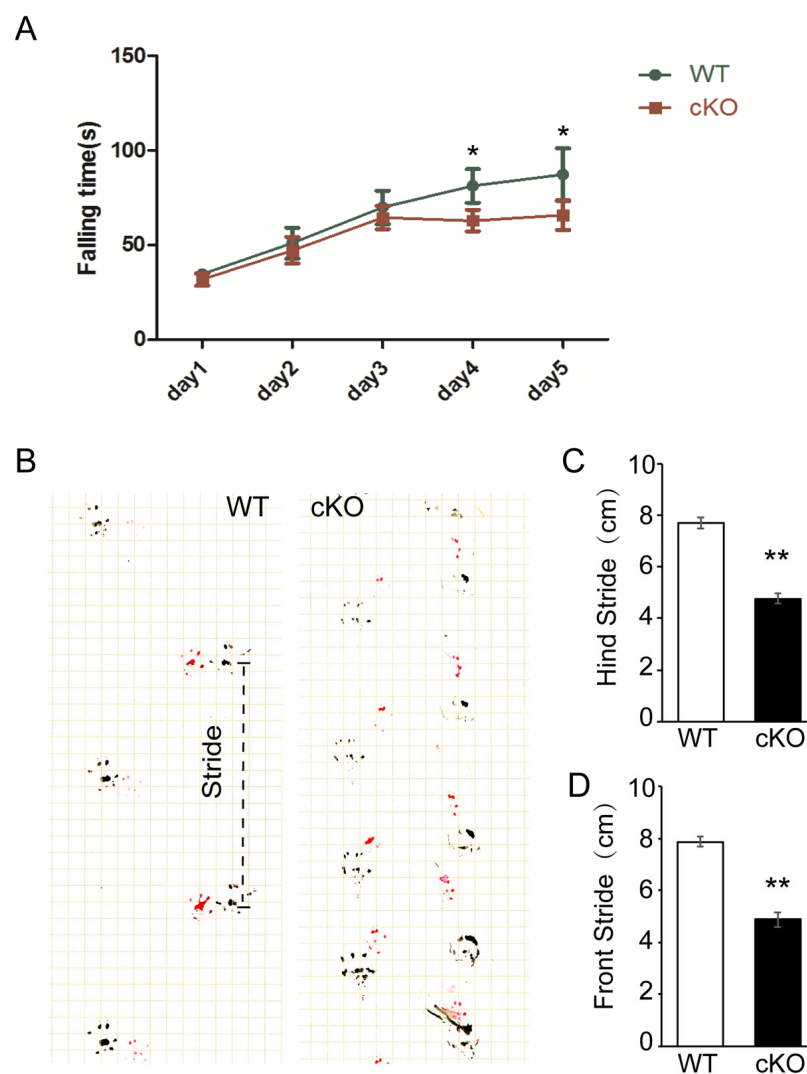 A
150
100
50
0
Falling time(s)
* *
WT
cKO
day1 day2 day3 day4 day5
B
WT
cKO
Stride
C
10
8
6
4
2
0
Hind Stride (cm)
**
WT cKO
D
10
8
6
4
2
0
Front Stride (cm)
**
WT cKO